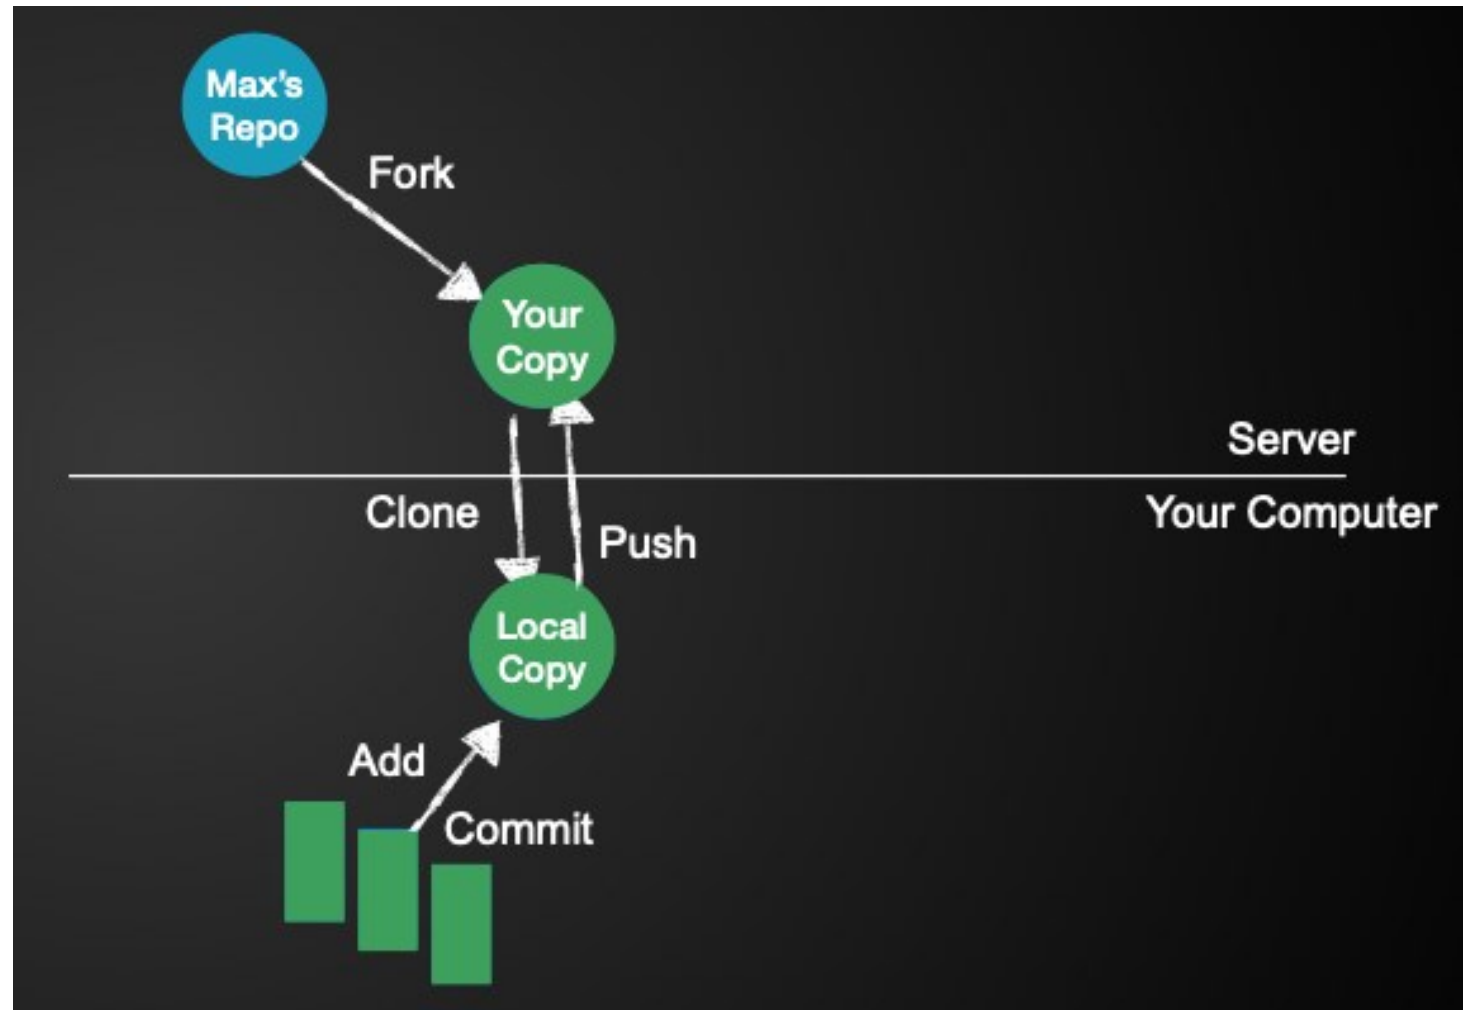 Max's
Repo
Fork
Your
Copy
Server
Clone
Your Computer
Push
Local
Copy
Add
Commit